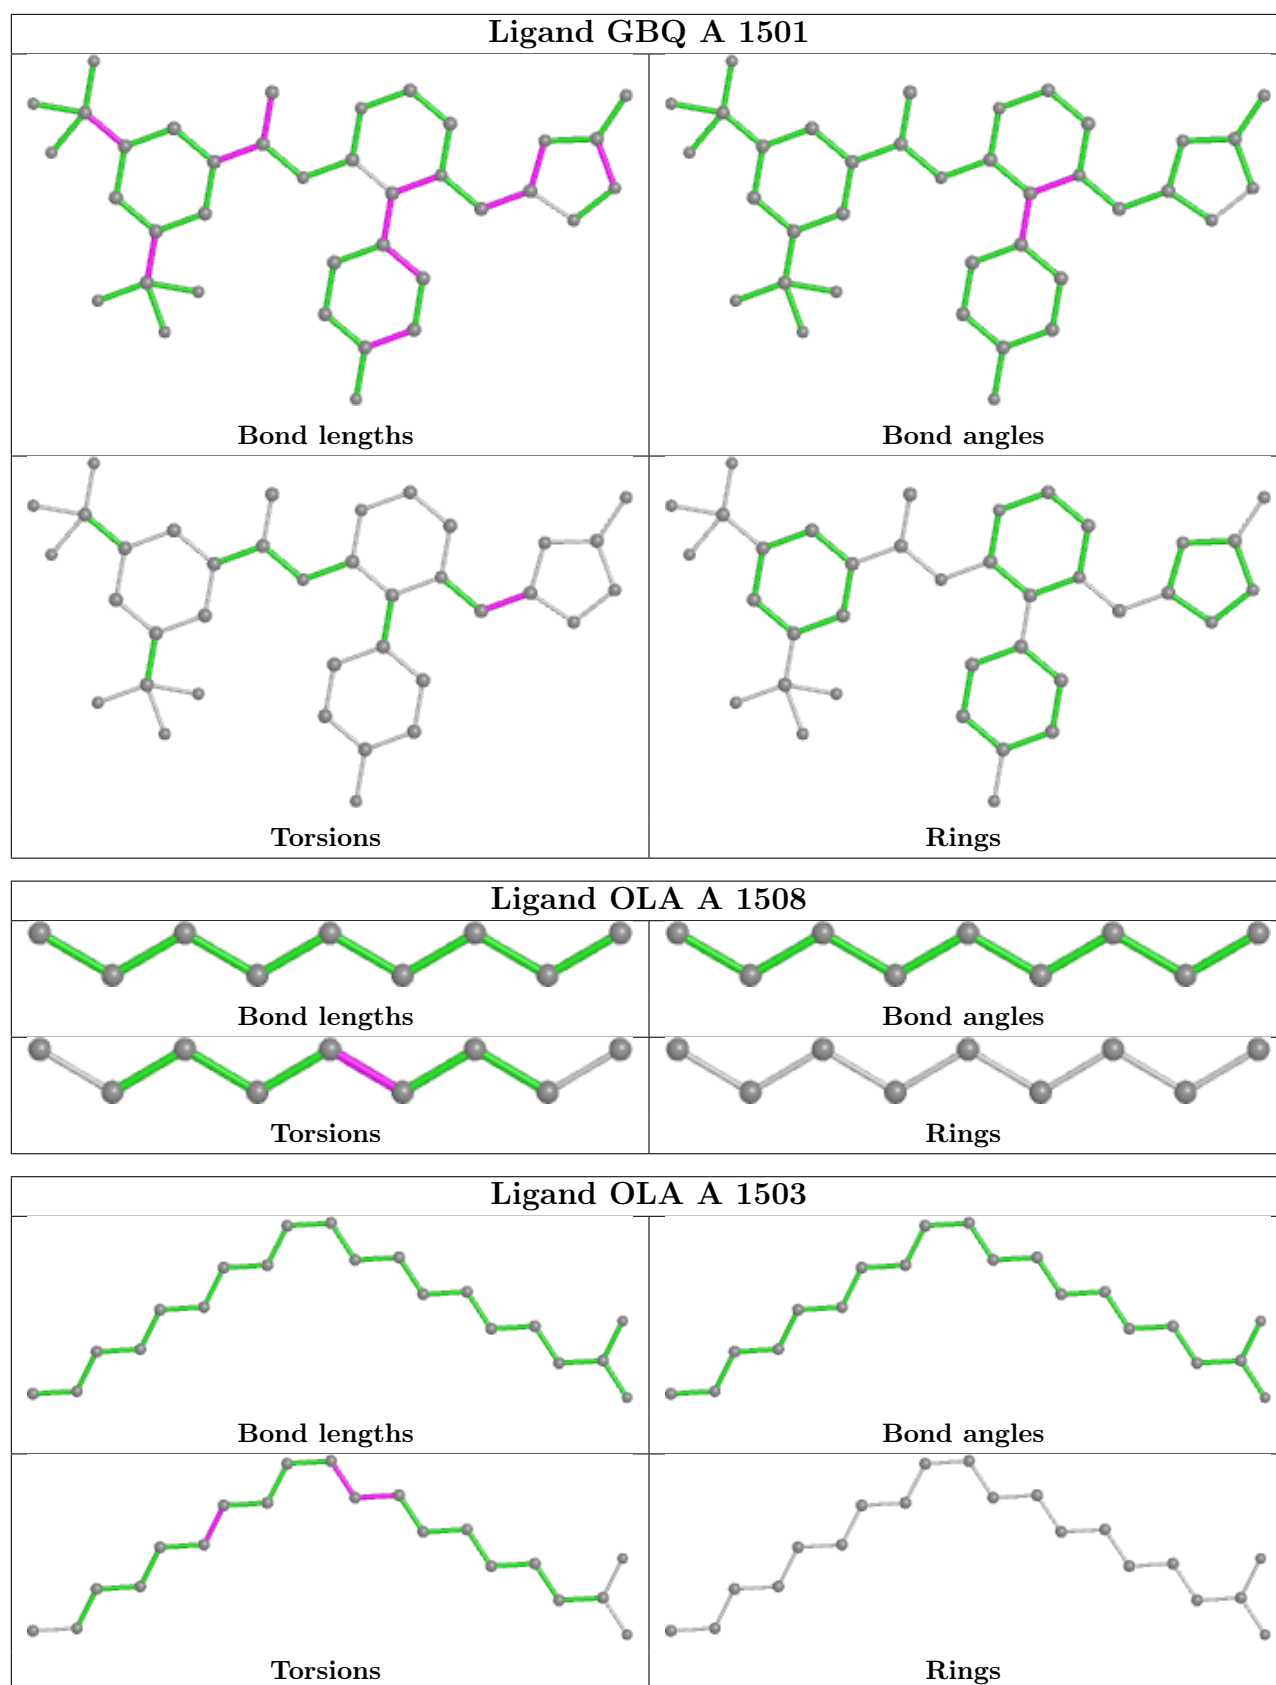 Ligand GBQ A 1501
Bond lengths
Bond angles
Torsions
Rings
Ligand OLA A 1508
Bond lengths
Bond angles
Torsions
Rings
Ligand OLA A 1503
Bond lengths
Bond angles
Torsions
Rings